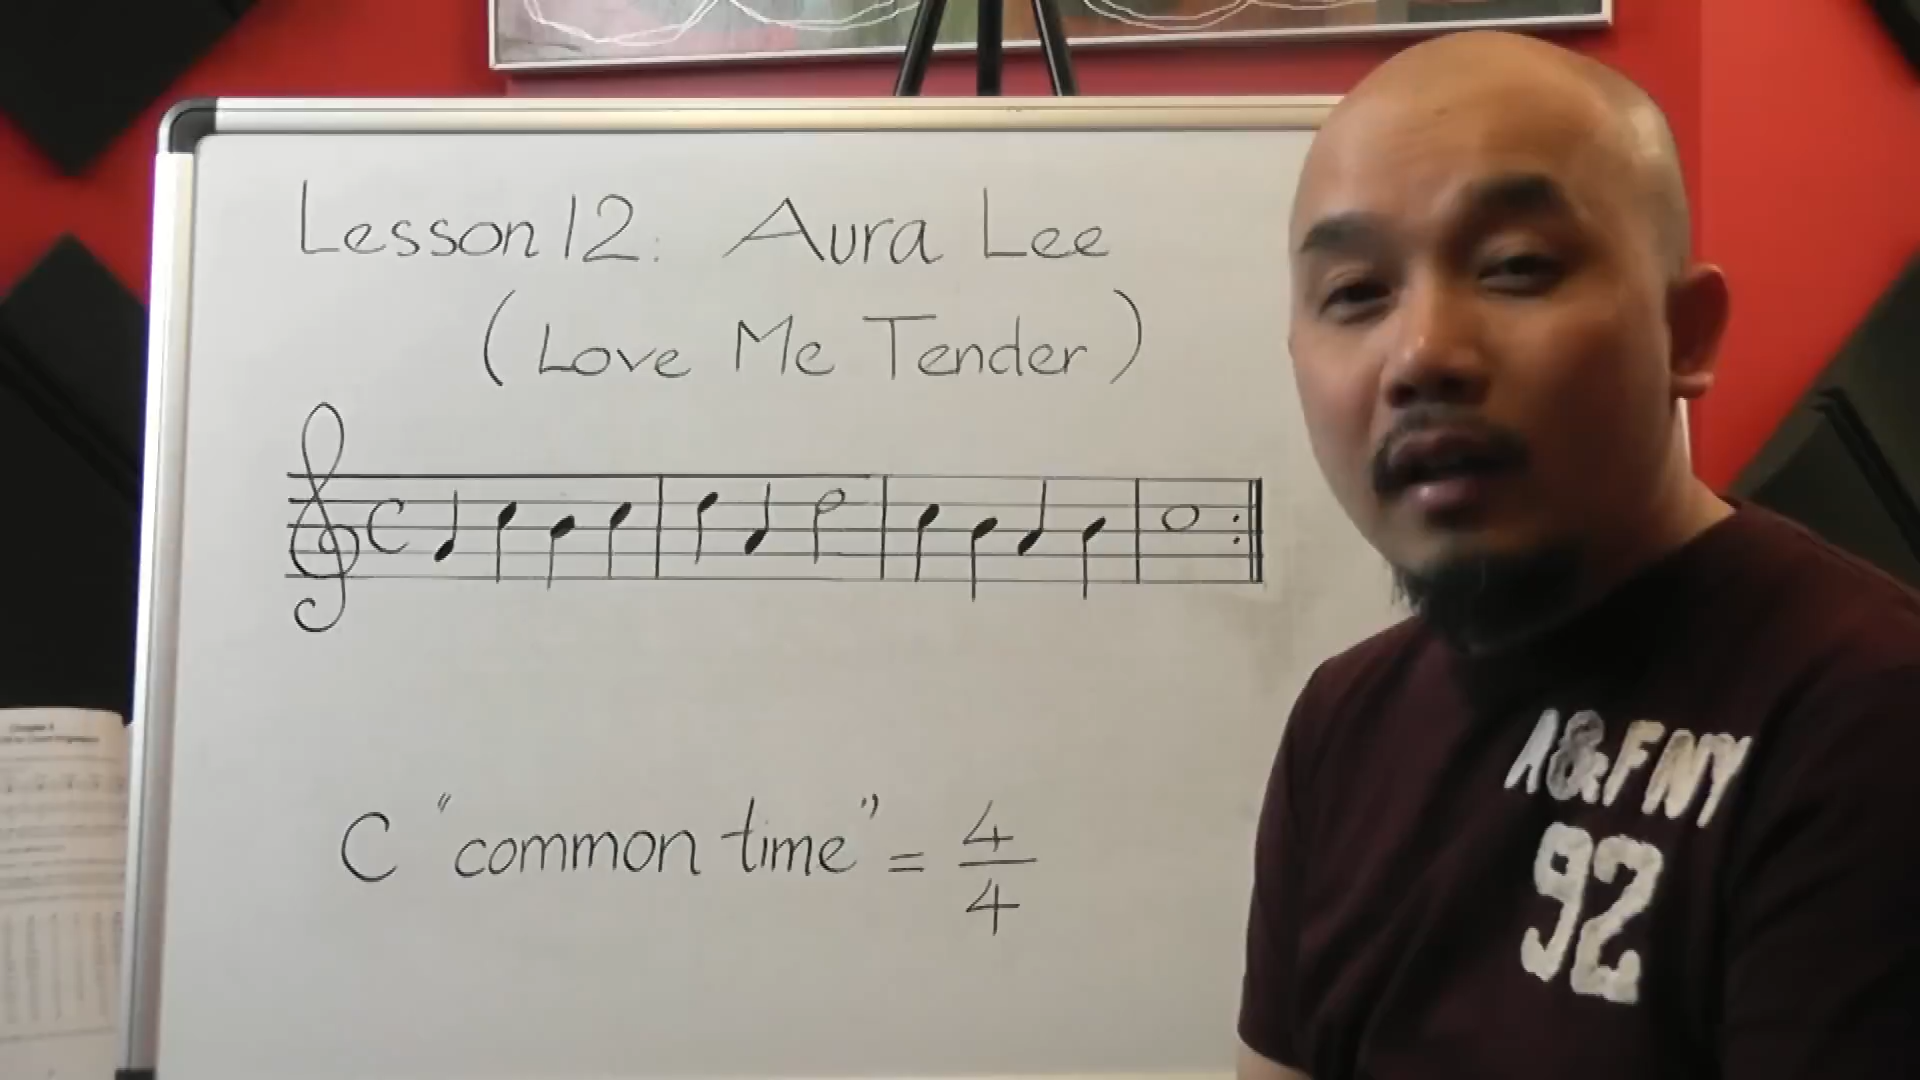 Lesson 12: Aura Lee
(Love Me Tender)
C
C "common time" = 4/4
A&F NY
92